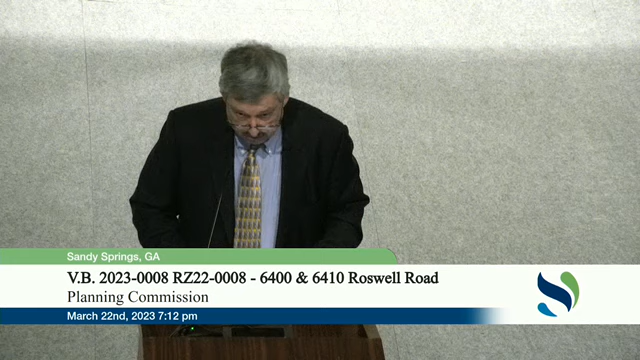 Sandy Springs, GA
V.B. 2023-0008 RZ22-0008 - 6400 & 6410 Roswell Road
Planning Commission
March 22nd, 2023 7:12 pm